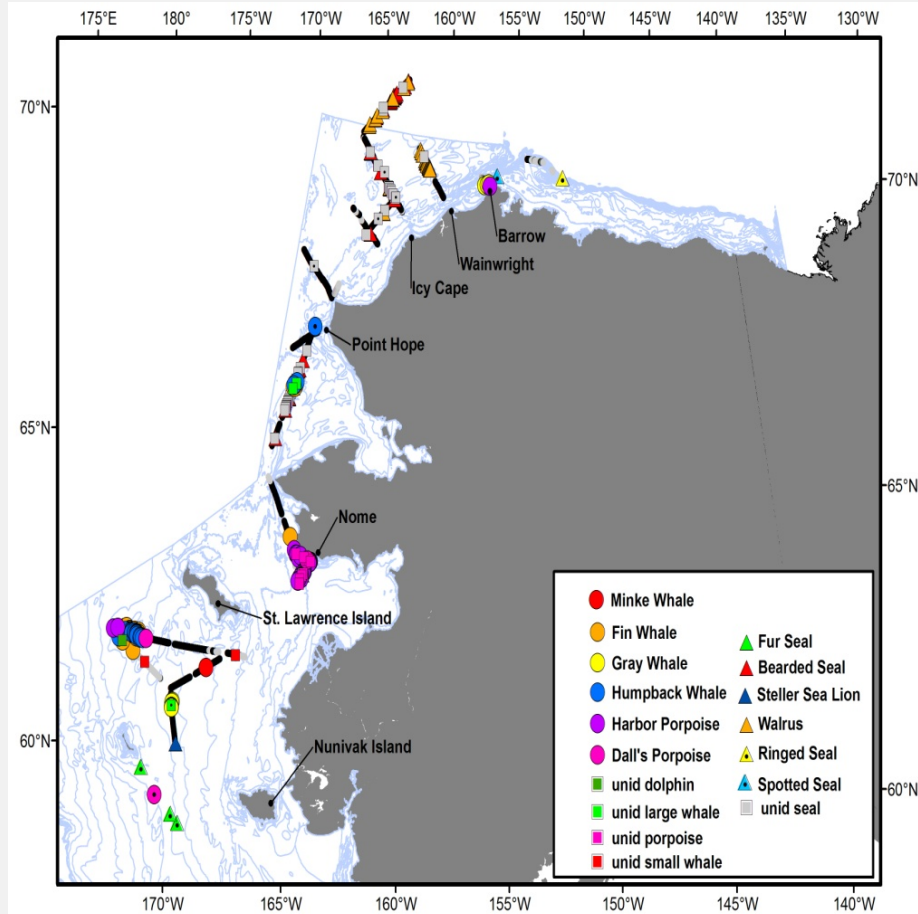 175°E 180° 175°W 170°W 165°W 160°W 155°W 150°W 145°W 135°W 130°W
70°N
70°N
Barrow
Wainwright
Icy Cape
Point Hope
65°N
65°N
Nome
St. Lawrence Island
60°N
60°N
Nunivak Island
Minke Whale
Fin Whale
Gray Whale
Humpback Whale
Harbor Porpoise
Dall's Porpoise
unid dolphin
unid large whale
unid porpoise
unid small whale
Fur Seal
Bearded Seal
Steller Sea Lion
Walrus
Ringed Seal
Spotted Seal
unid seal
170°W 165°W 160°W 155°W 150°W 145°W 140°W